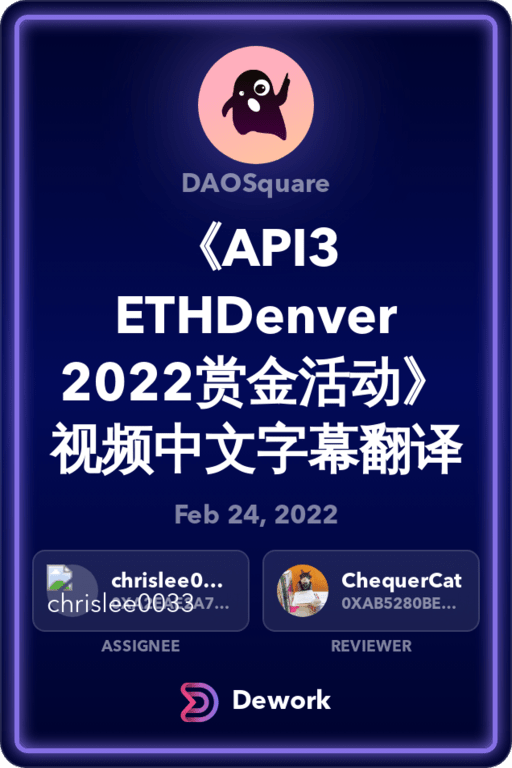 DAOSquare
《API3
ETHDenver
2022赏金活动》
视频中文字幕翻译
Feb 24, 2022
chrislee0...
chrislee0033
ChequerCat
0XAB5280BE...
ASSIGNEE
REVIEWER
Dework